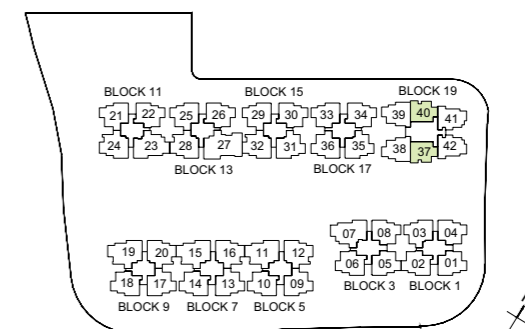 BLOCK 11 BLOCK 15 BLOCK 19
21 22 25 26 29 30 33 34 39 40 41
24 23 28 27 32 31 36 35 38 37 42
BLOCK 13 BLOCK 17
19 20 15 16 11 12 07 08 03 04
18 17 14 13 10 09 06 05 02 01
BLOCK 9 BLOCK 7 BLOCK 5 BLOCK 3 BLOCK 1